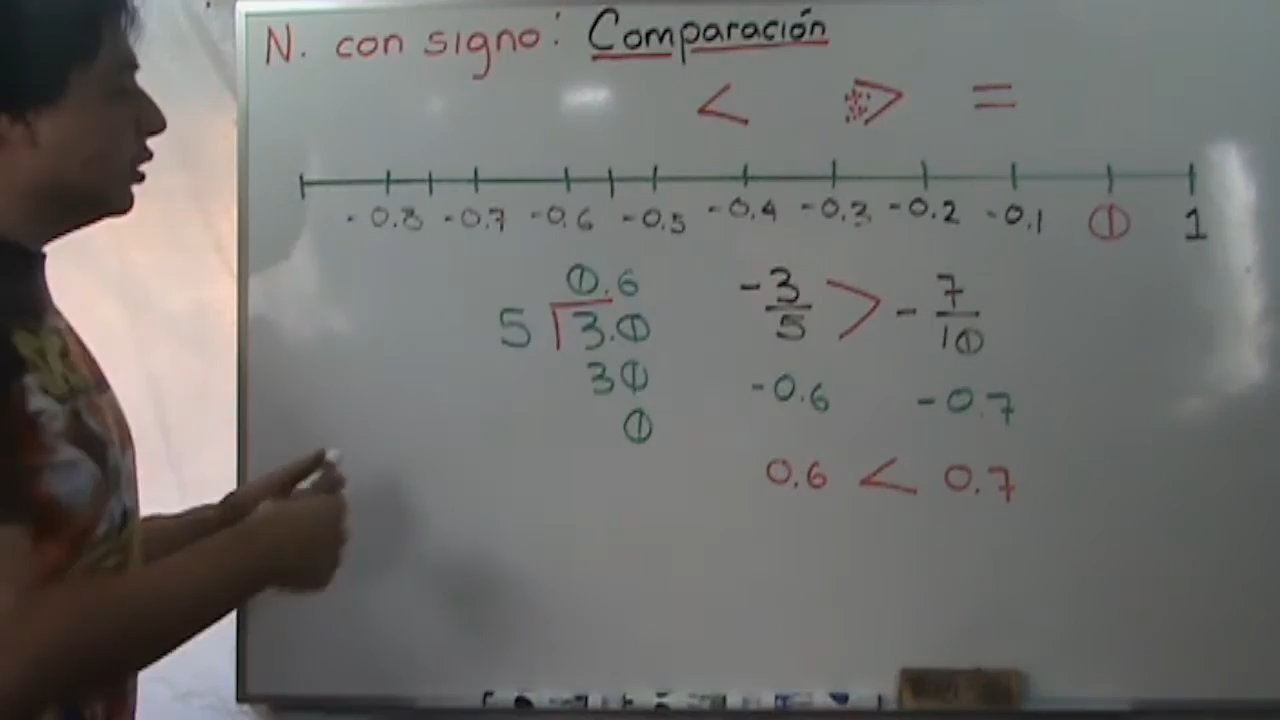 N. con signo: Comparación
< > =
-0.8 -0.7 -0.6 -0.5 -0.4 -0.3 -0.2 -0.1 0 1
0.6
5 3.0
30
0
-3/5 > -7/10
-0.6 -0.7
0.6 < 0.7